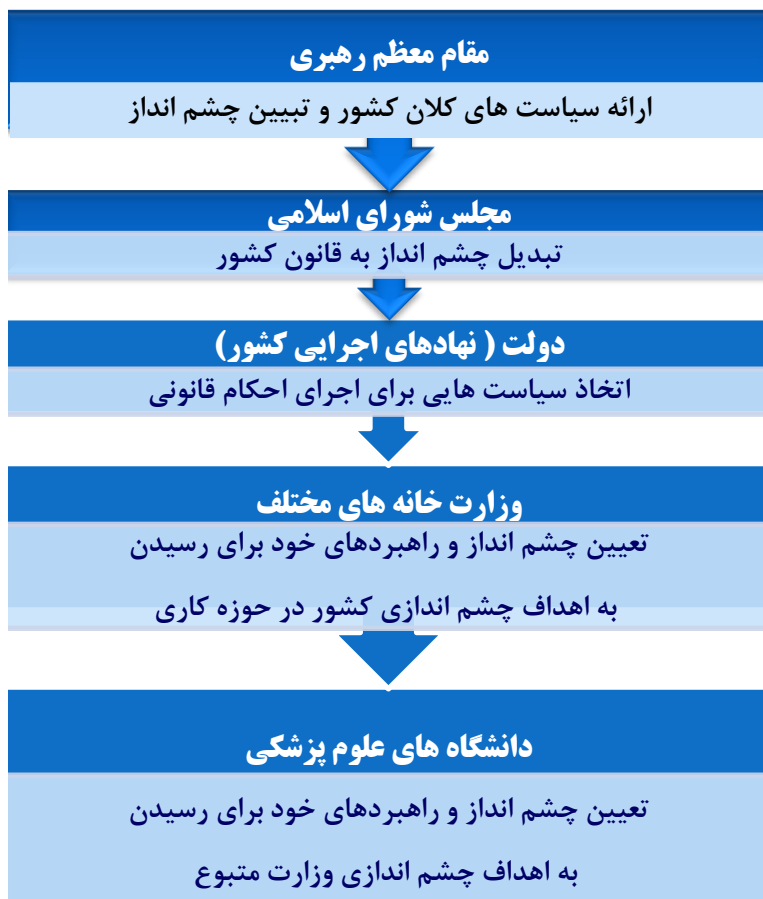 مقام معظم رهبری
ارائه سیاست های کلان کشور و تبیین چشم انداز
مجلس شورای اسلامی
تبدیل چشم انداز به قانون کشور
دولت ( نهادهای اجرایی کشور)
اتخاذ سیاست هایی برای اجرای احکام قانونی
وزارت خانه های مختلف
تعیین چشم انداز و راهبردهای خود برای رسیدن
به اهداف چشم اندازی کشور در حوزه کاری
دانشگاه های علوم پزشکی
تعیین چشم انداز و راهبردهای خود برای رسیدن
به اهداف چشم اندازی وزارت متبوع